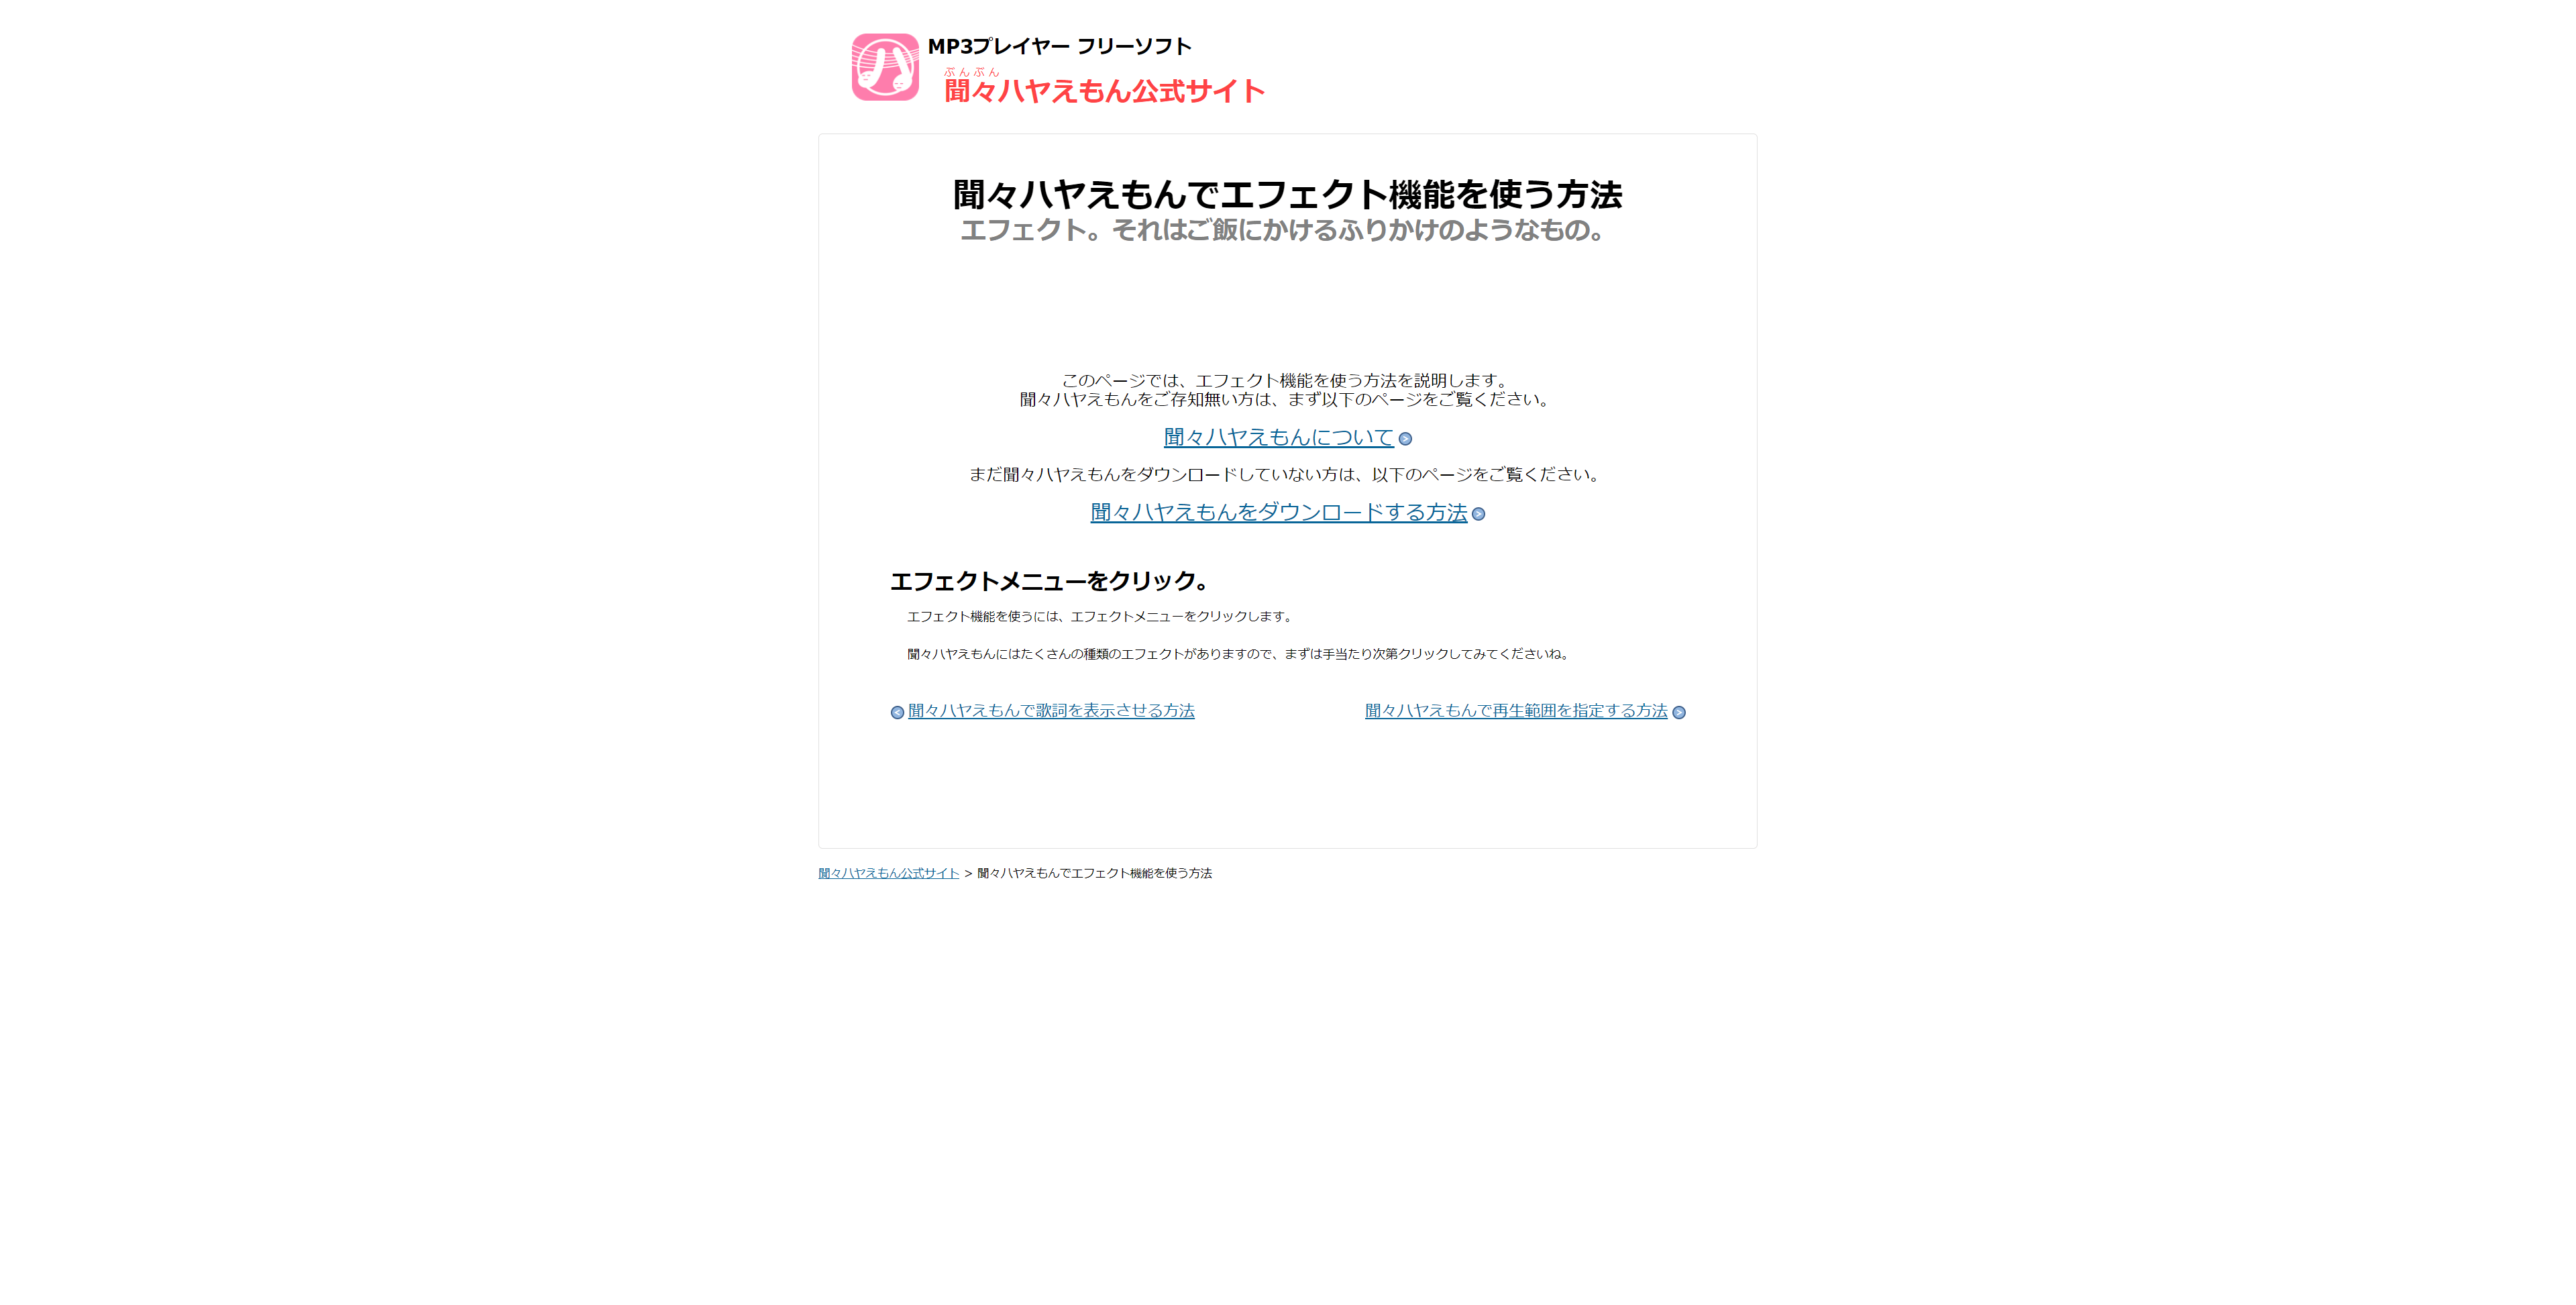 MP3プレイヤー フリーソフト
ぶんぶん
聞々ハヤえもん公式サイト
聞々ハヤえもんでエフェクト機能を使う方法
エフェクト。それはご飯にかけるふりかけのようなもの。
このページでは、エフェクト機能を使う方法を説明します。
聞々ハヤえもんをご存知無い方は、まず以下のページをご覧ください。
聞々ハヤえもんについて
まだ聞々ハヤえもんをダウンロードしていない方は、以下のページをご覧ください。
聞々ハヤえもんをダウンロードする方法
エフェクトメニューをクリック。
エフェクト機能を使うには、エフェクトメニューをクリックします。
聞々ハヤえもんにはたくさんの種類のエフェクトがありますので、まずは手当たり次第クリックしてみてくださいね。
聞々ハヤえもんで歌詞を表示させる方法
聞々ハヤえもんで再生範囲を指定する方法
聞々ハヤえもん公式サイト > 聞々ハヤえもんでエフェクト機能を使う方法